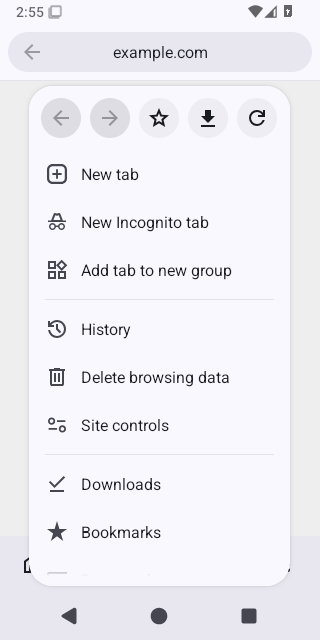 2:55
example.com
New tab
New Incognito tab
Add tab to new group
History
Delete browsing data
Site controls
Downloads
Bookmarks